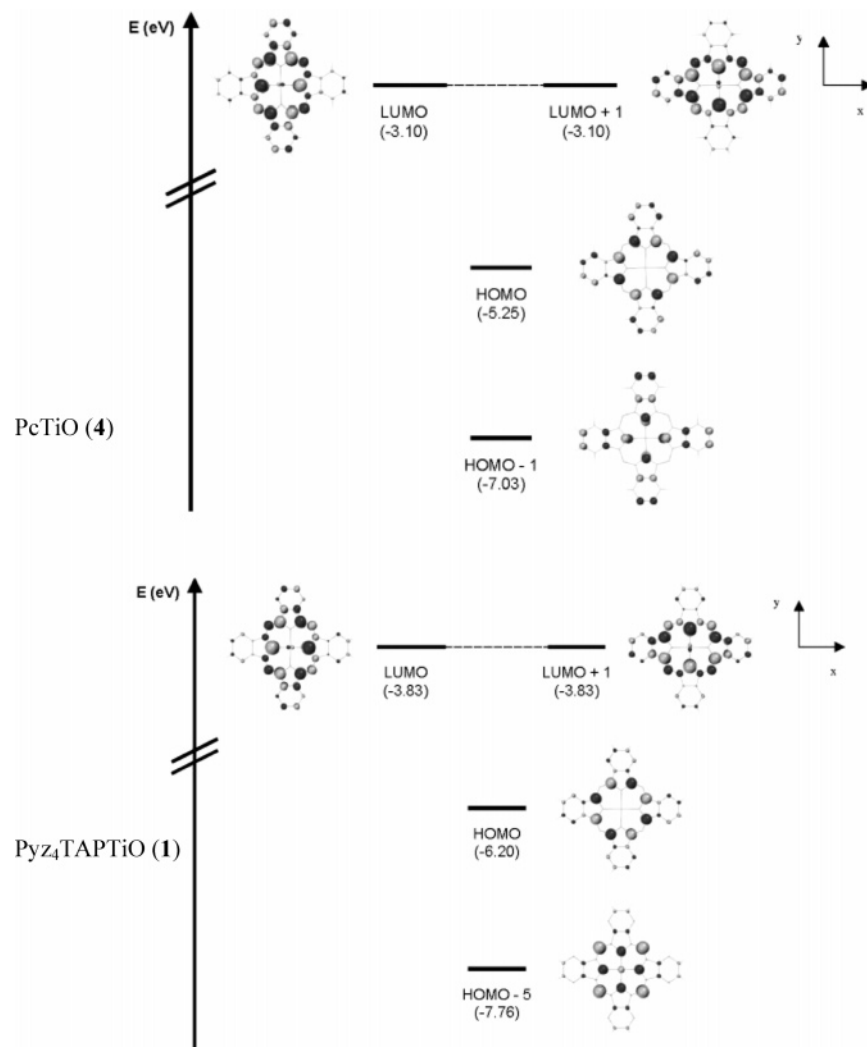 E (eV)
y
x
LUMO
(-3.10)
LUMO + 1
(-3.10)
HOMO
(-5.25)
PcTiO (4)
HOMO - 1
(-7.03)
E (eV)
y
x
LUMO
(-3.83)
LUMO + 1
(-3.83)
HOMO
(-6.20)
Pyz₄TAPTiO (1)
HOMO - 5
(-7.76)